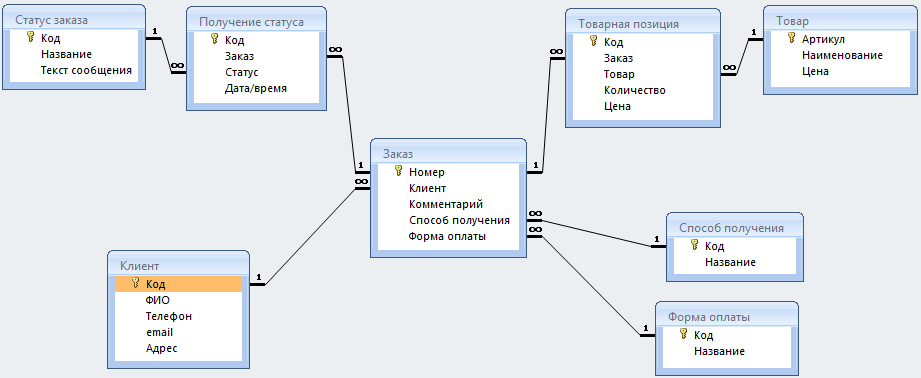 Статус заказа
Код
Название
Текст сообщения
1
∞
Получение статуса
Код
Заказ
Статус
Дата/время
∞
1
Товарная позиция
Код
Заказ
Товар
Количество
Цена
∞
1
∞
1
Товар
Артикул
Наименование
Цена
Заказ
Номер
Клиент
Комментарий
Способ получения
Форма оплаты
∞
1
∞
1
∞
1
Способ получения
Код
Название
Клиент
Код
ФИО
Телефон
email
Адрес
Форма оплаты
Код
Название